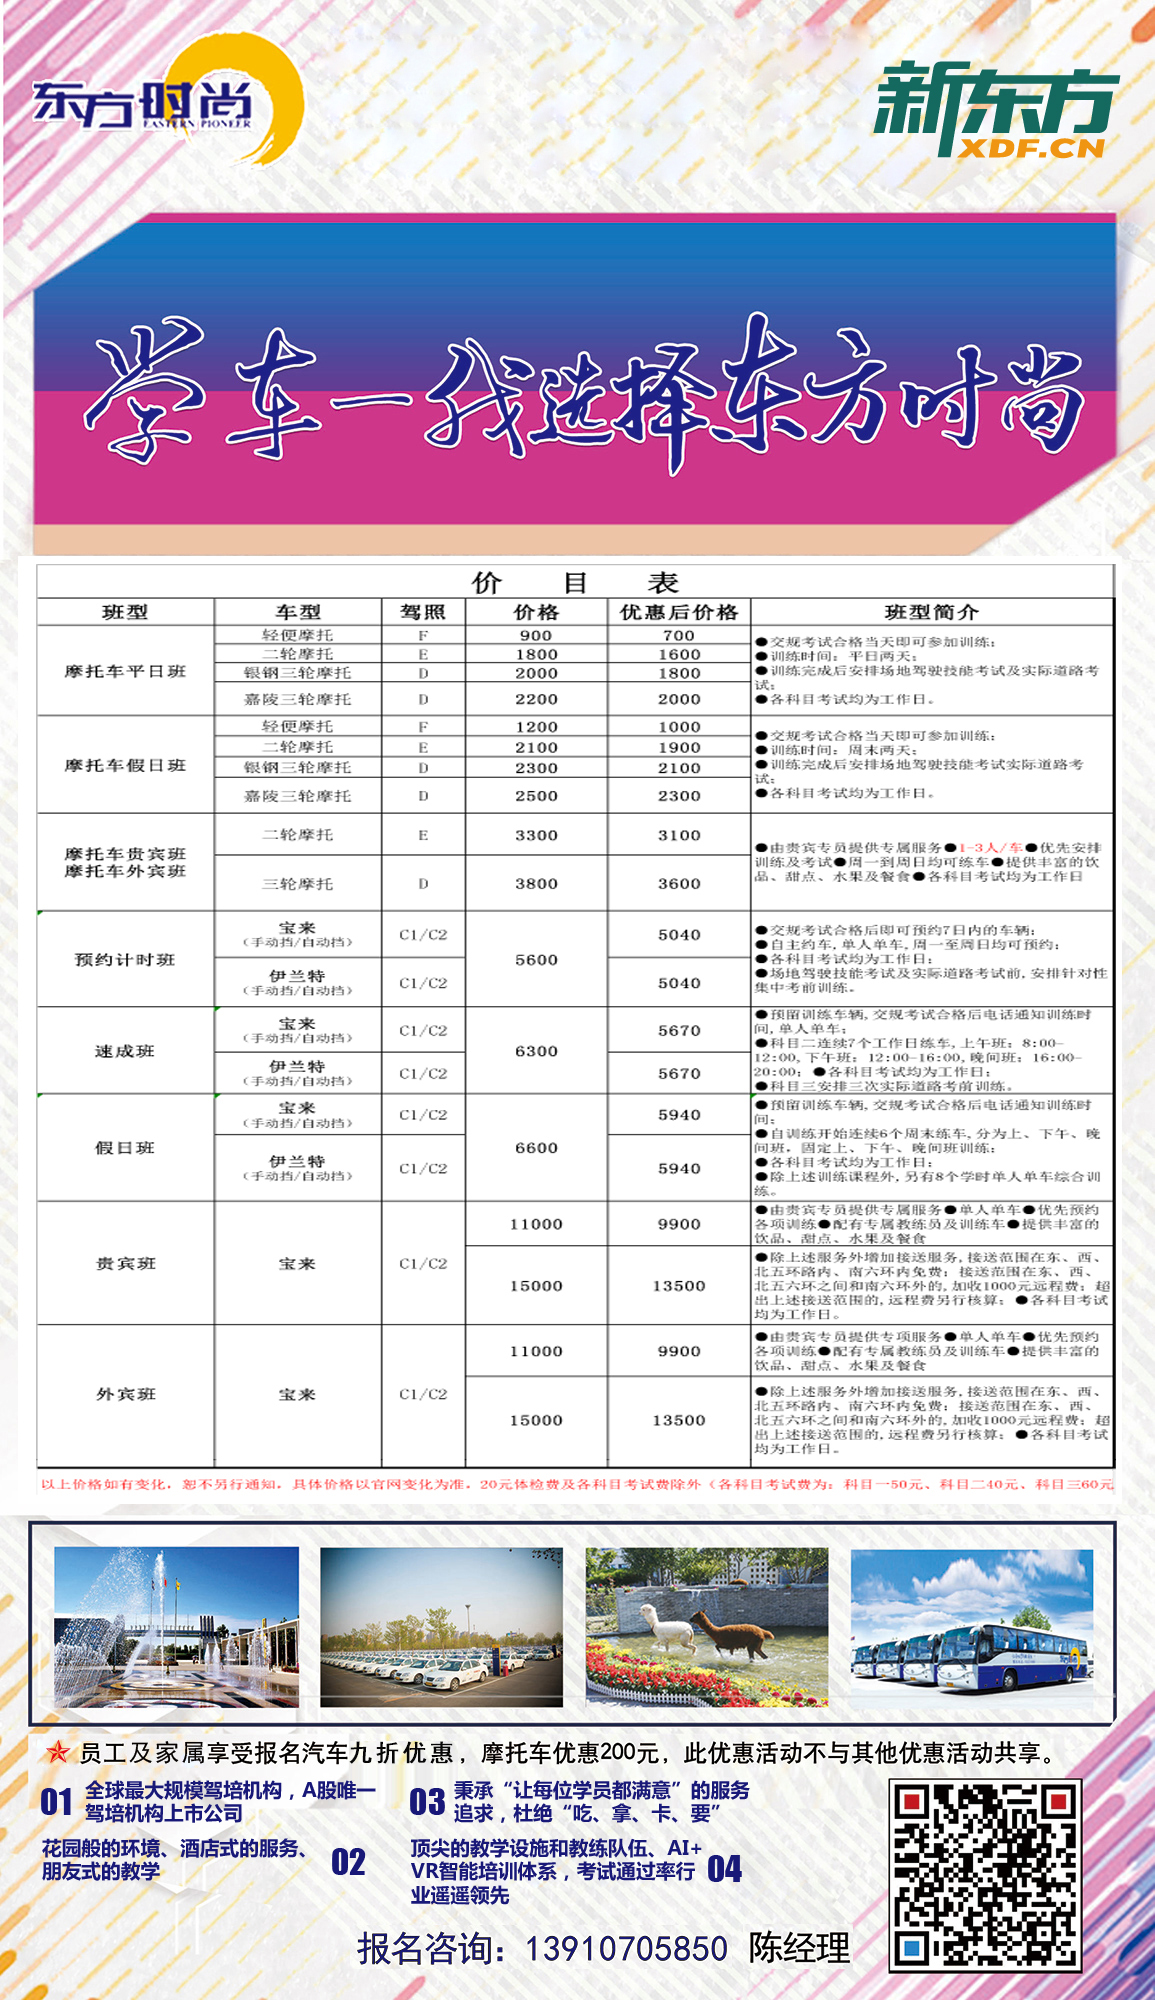 东方时尚
EASTERN PIONEER
新东方
XDF.CN
学车一我选择东方时尚
价 目 表
班型 车型 驾照 价格 优惠后价格 班型简介
摩托车平日班
轻便摩托 F 900 700
二轮摩托 E 1800 1600
银钢三轮摩托 D 2000 1800
嘉陵三轮摩托 D 2200 2000
●交规考试合格当天即可参加训练;
●训练时间: 平日两天;
●训练完成后安排场地驾驶技能考试及实际道路考
试;
●各科目考试均为工作日。
摩托车假日班
轻便摩托 F 1200 1000
二轮摩托 E 2100 1900
银钢三轮摩托 D 2300 2100
嘉陵三轮摩托 D 2500 2300
●交规考试合格当天即可参加训练;
●训练时间: 周末两天;
●训练完成后安排场地驾驶技能考试实际道路考
试;
●各科目考试均为工作日。
摩托车贵宾班
摩托车外宾班
二轮摩托 E 3300 3100
三轮摩托 D 3800 3600
●由贵宾专员提供专属服务●1-3人/车●优先安排
训练及考试●周一到周日均可练车●提供丰富的饮
品、甜点、水果及餐食●各科目考试均为工作日
预约计时班
宝来
(手动挡/自动挡)
C1/C2
5600
5040
伊兰特
(手动挡/自动挡)
C1/C2
5040
●交规考试合格后即可预约7日内的车辆;
●自主约车,单人单车,周一至周日均可预约;
●各科目考试均为工作日;
●场地驾驶技能考试及实际道路考试前,安排针对性
集中考前训练。
速成班
宝来
(手动挡/自动挡)
C1/C2
6300
5670
伊兰特
(手动挡/自动挡)
C1/C2
5670
●预留训练车辆,交规考试合格后电话通知训练时
间,单人单车;
●科目二连续7个工作日练车,上午班: 8:00-
12:00,下午班: 12:00-16:00,晚间班: 16:00-
20:00; ●各科目考试均为工作日;
●科目三安排三次实际道路考前训练。
假日班
宝来
(手动挡/自动挡)
C1/C2
6600
5940
伊兰特
(手动挡/自动挡)
C1/C2
5940
●预留训练车辆,交规考试合格后电话通知训练时
间;
●自训练开始连续6个周末练车,分为上、下午、晚
间班,固定上、下午、晚间班训练;
●各科目考试均为工作日;
●除上述训练课程外,另有8个学时单人单车综合训
练。
贵宾班
宝来
C1/C2
11000 9900
●由贵宾专员提供专属服务●单人单车●优先预约
各项训练●配有专属教练员及训练车●提供丰富的
饮品、甜点、水果及餐食
15000 13500
●除上述服务外增加接送服务,接送范围在东、西、
北五环路内、南六环内免费; 接送范围在东、西、
北五六环之间和南六环外的,加收1000元远程费; 超
出上述接送范围的,远程费另行核算; ●各科目考试
均为工作日。
外宾班
宝来
C1/C2
11000 9900
●由贵宾专员提供专项服务●单人单车●优先预约
各项训练●配有专属教练员及训练车●提供丰富的
饮品、甜点、水果及餐食
15000 13500
●除上述服务外增加接送服务,接送范围在东、西、
北五环路内、南六环内免费; 接送范围在东、西、
北五六环之间和南六环外的,加收1000元远程费; 超
出上述接送范围的,远程费另行核算; ●各科目考试
均为工作日。
以上价格如有变化, 恕不另行通知, 具体价格以官网变化为准, 20元体检费及各科目考试费除外 (各科目考试费为: 科目一50元、科目二40元、科目三60元
员工及家属享受报名汽车九折优惠，摩托车优惠200元，此优惠活动不与其他优惠活动共享。
01 全球最大规模驾培机构，A股唯一
驾培机构上市公司
花园般的环境、酒店式的服务、
朋友式的教学
02
03 秉承“让每位学员都满意”的服务
追求，杜绝“吃、拿、卡、要”
顶尖的教学设施和教练队伍、AI+
VR智能培训体系，考试通过率行
业遥遥领先
04
报名咨询：13910705850 陈经理